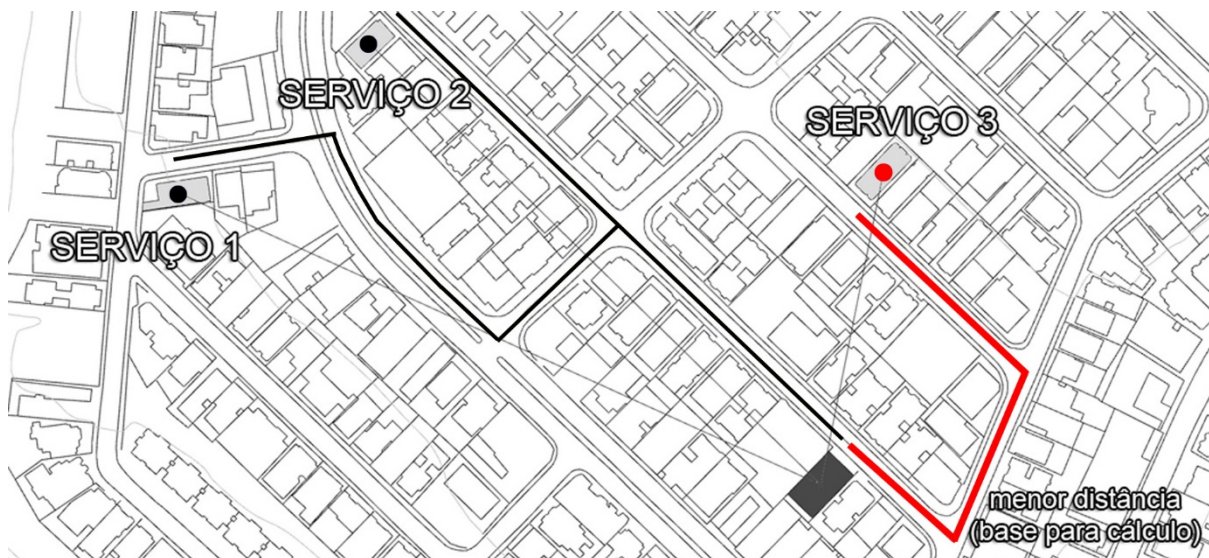 SERVIÇO 2
SERVIÇO 3
SERVIÇO 1
menor distância
(base para cálculo)